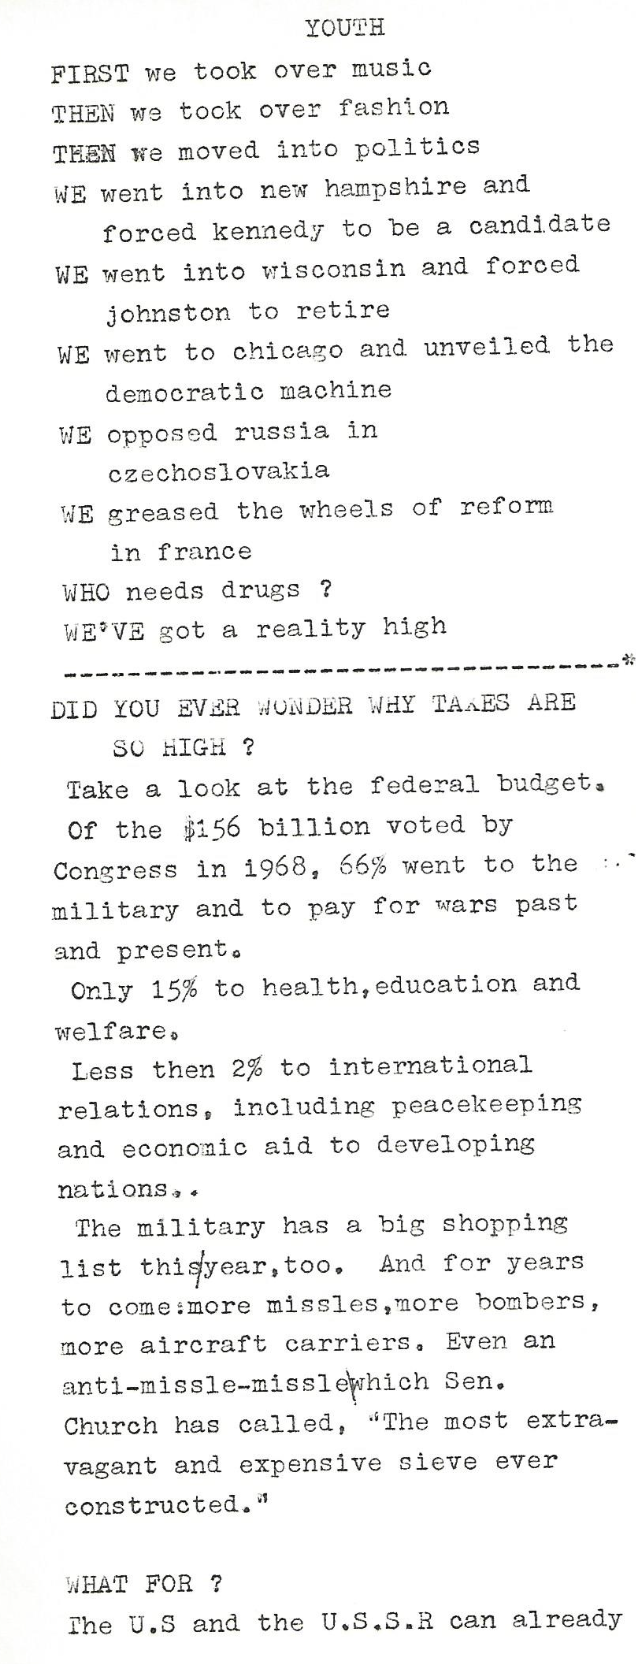 YOUTH
FIRST we took over music
THEN we took over fashion
THEN we moved into politics
WE went into new hampshire and
forced kennedy to be a candidate
WE went into wisconsin and forced
johnston to retire
WE went to chicago and unveiled the
democratic machine
WE opposed russia in
czechoslovakia
WE greased the wheels of reform
in france
WHO needs drugs ?
WE'VE got a reality high
-----------------------------------*
DID YOU EVER WONDER WHY TAXES ARE
SO HIGH ?
Take a look at the federal budget.
Of the $156 billion voted by
Congress in 1968, 66% went to the
military and to pay for wars past
and present.
Only 15% to health,education and
welfare.
Less then 2% to international
relations, including peacekeeping
and economic aid to developing
nations..
The military has a big shopping
list this/year,too. And for years
to come:more missles,more bombers,
more aircraft carriers. Even an
anti-missle-missle\which Sen.
Church has called, "The most extra-
vagant and expensive sieve ever
constructed."
WHAT FOR ?
The U.S and the U.S.S.R can already